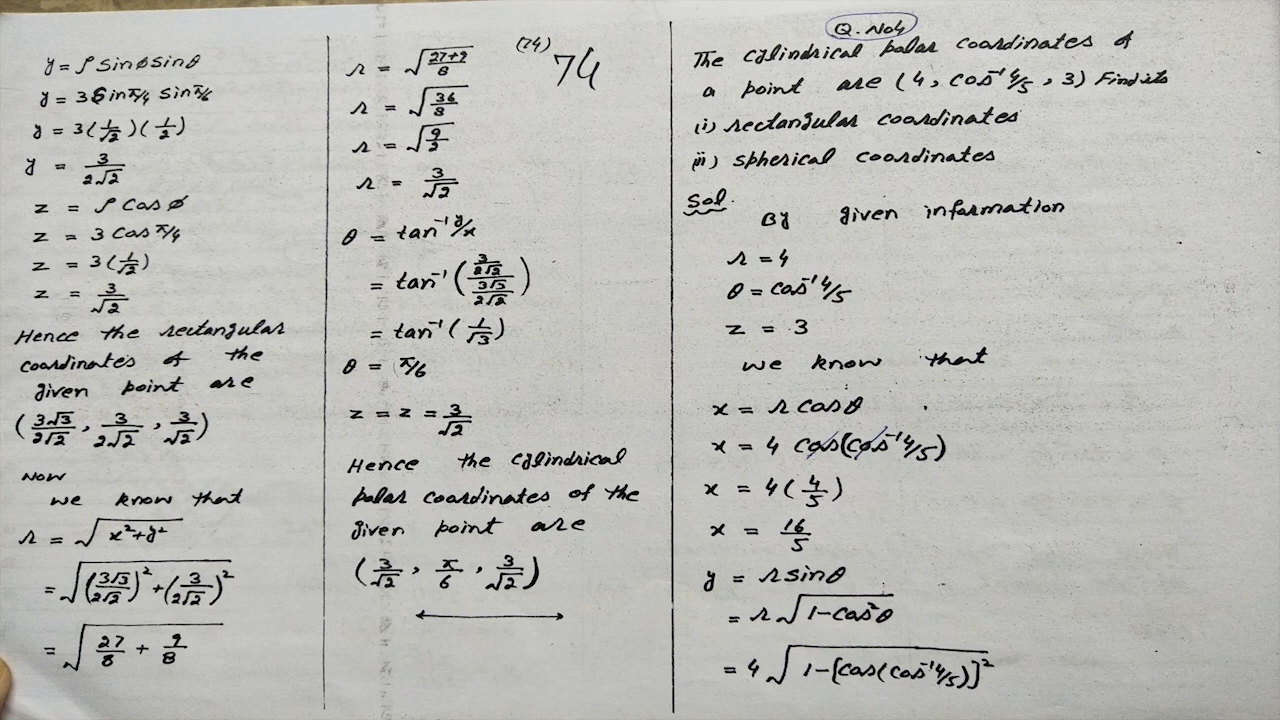 y = ρ sinø sinθ
y = 3 sin π/4 sin π/6
y = 3(1/√2)(1/2)
y = 3/2√2
z = ρ cosø
z = 3 cos π/4
z = 3(1/√2)
z = 3/√2
Hence the rectangular
coordinates of the
given point are
(3√3/2√2, 3/2√2, 3/√2)
Now
we know that
r = √(x²+y²)
= √((3√3/2√2)² + (3/2√2)²)
= √(27/8 + 9/8)
(74) 74
r = √(27+9/8)
r = √(36/8)
r = √(9/2)
r = 3/√2
θ = tan⁻¹ y/x
= tan⁻¹ (3/2√2 / 3√3/2√2)
= tan⁻¹ (1/√3)
θ = π/6
z = z = 3/√2
Hence the cylindrical
polar coordinates of the
given point are
(3/√2, π/6, 3/√2)
Q. No4
The cylindrical polar coordinates of
a point are (4, cos⁻¹ 4/5, 3) Find its
(i) rectangular coordinates
(ii) spherical coordinates
Sol.
By given information
r = 4
θ = cos⁻¹ 4/5
z = 3
we know that
x = r cosθ
x = 4 cos(cos⁻¹ 4/5)
x = 4(4/5)
x = 16/5
y = r sinθ
= r √(1-cos²θ)
= 4 √(1-[cos(cos⁻¹ 4/5)]²)